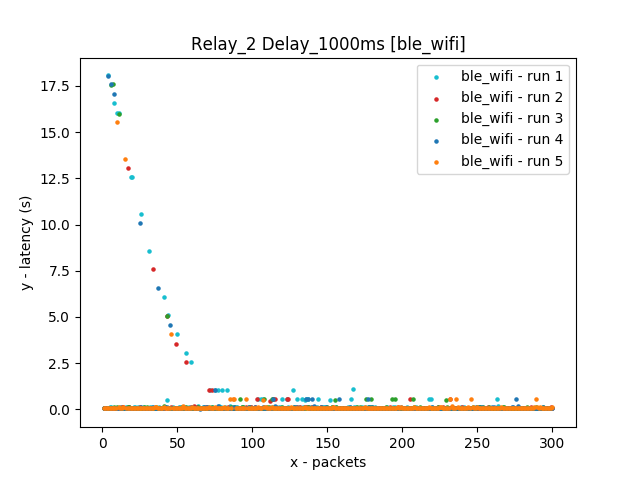 Relay_2 Delay_1000ms [ble_wifi]
ble_wifi - run 1
ble_wifi - run 2
ble_wifi - run 3
ble_wifi - run 4
ble_wifi - run 5
y - latency (s)
17.5
15.0
12.5
10.0
7.5
5.0
2.5
0.0
0 50 100 150 200 250 300
x - packets